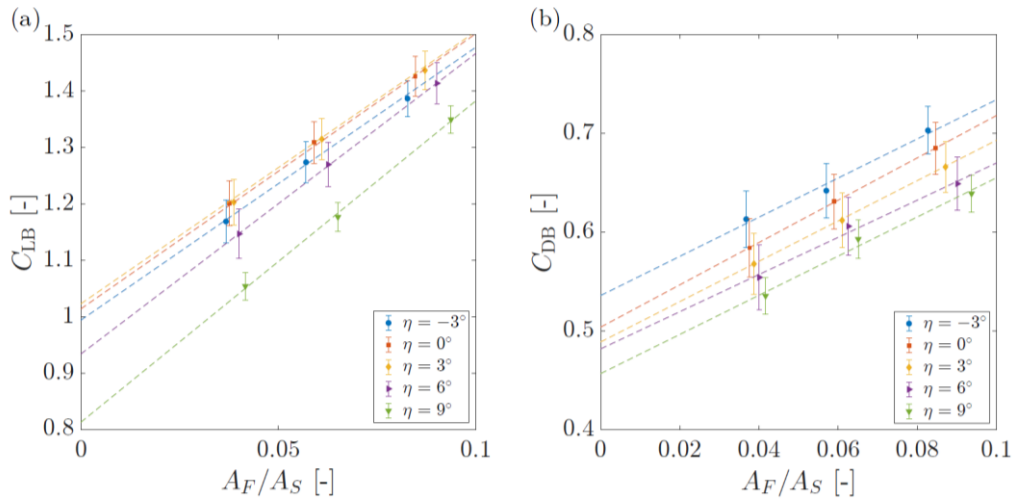 (a)
1.5
1.4
1.3
1.2
1.1
1
0.9
0.8
C_LB [-]
0
0.05
0.1
A_F/A_S [-]
η = −3°
η = 0°
η = 3°
η = 6°
η = 9°
(b)
0.8
0.7
0.6
0.5
0.4
C_DB [-]
0
0.02
0.04
0.06
0.08
0.1
A_F/A_S [-]
η = −3°
η = 0°
η = 3°
η = 6°
η = 9°